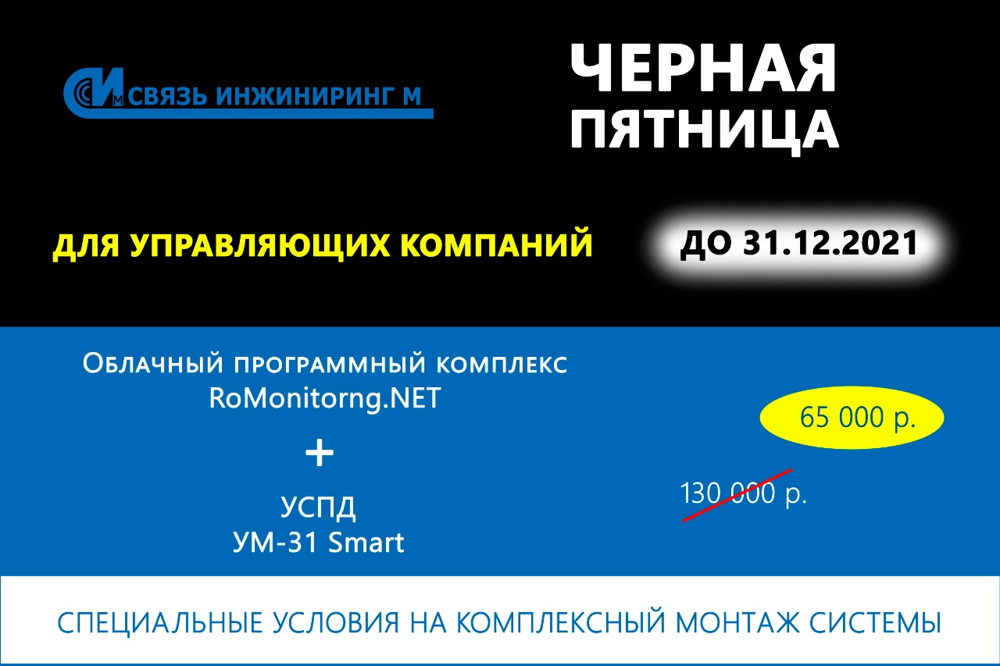 СИм СВЯЗЬ ИНЖИНИРИНГ М
ЧЕРНАЯ
ПЯТНИЦА
ДЛЯ УПРАВЛЯЮЩИХ КОМПАНИЙ
ДО 31.12.2021
Облачный программный комплекс
RoMonitorng.NET
+
УСПД
УМ-31 Smart
65 000 р.
130 000 р.
СПЕЦИАЛЬНЫЕ УСЛОВИЯ НА КОМПЛЕКСНЫЙ МОНТАЖ СИСТЕМЫ